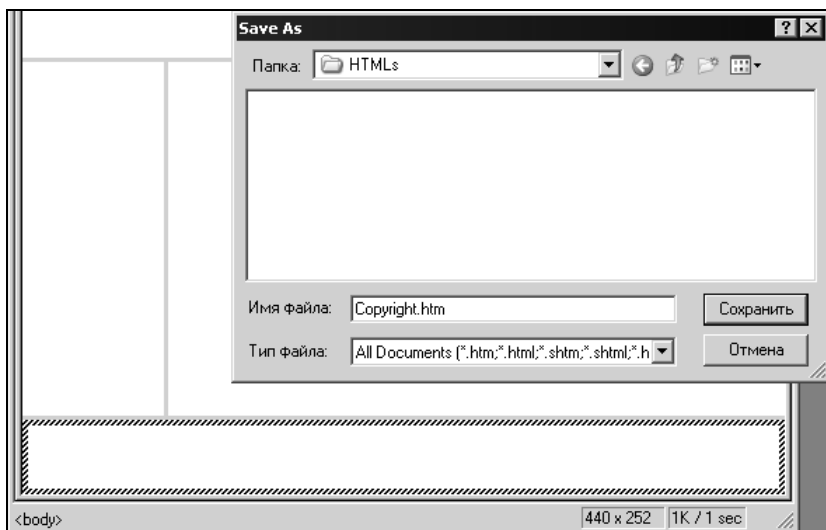 Save As
Папка: HTMLs
Имя файла: Copyright.htm Сохранить
Тип файла: All Documents (*.htm;*.html;*.shtm;*.shtml;*.h Отмена
<body> 440 x 252 1K / 1 sec